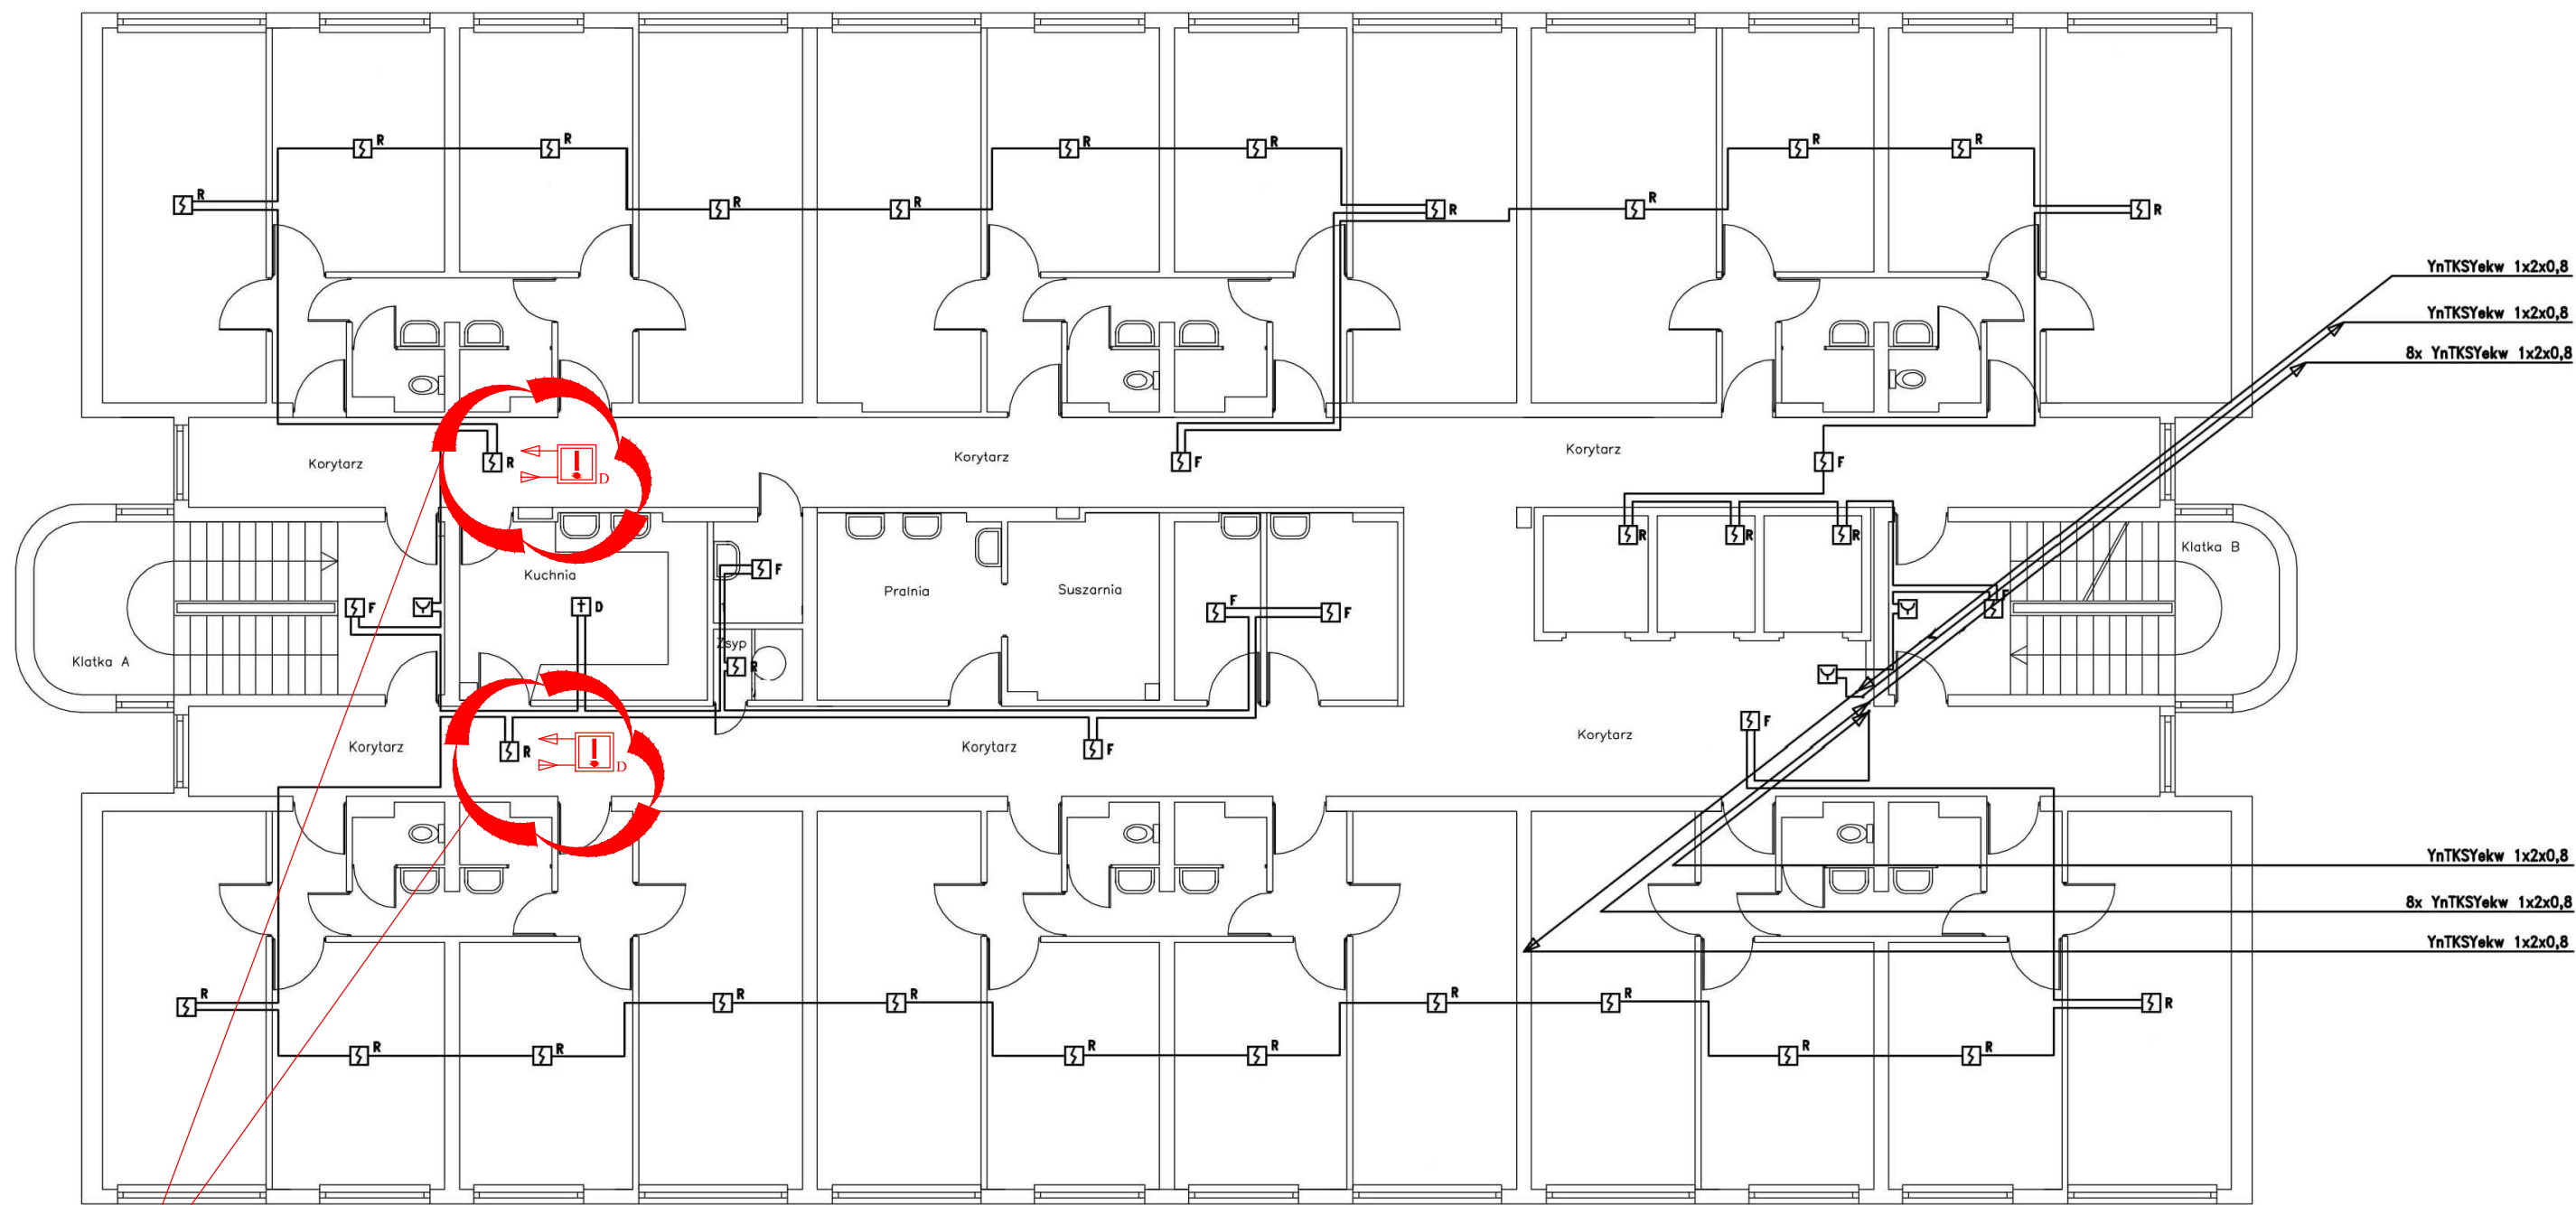 R
R
R
R
R
R
R
R
R
R
R
R
YnTKSYekw 1x2x0,8
YnTKSYekw 1x2x0,8
8x YnTKSYekw 1x2x0,8
Korytarz
R
D
Korytarz
F
Korytarz
F
R
R
R
Klatka B
Kuchnia
F
Pralnia
Suszarnia
F
D
F
F
F
Klatka A
Zsyp
R
Korytarz
R
D
Korytarz
F
Korytarz
F
YnTKSYekw 1x2x0,8
8x YnTKSYekw 1x2x0,8
YnTKSYekw 1x2x0,8
R
R
R
R
R
R
R
R
R
R
R
R